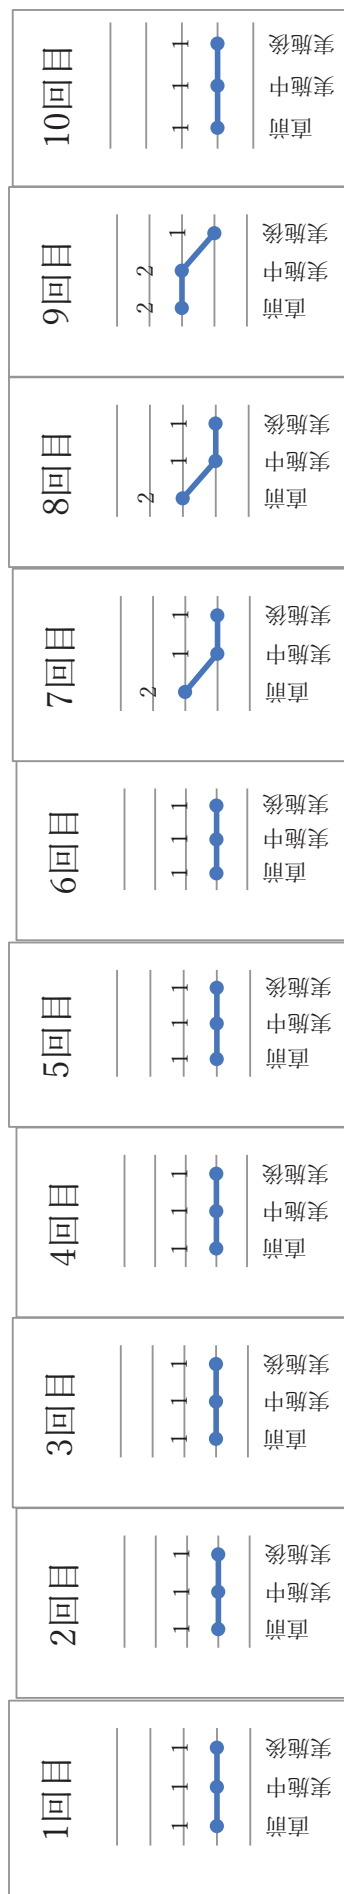 1回目
1 1 1
直前 実施中 実施後
2回目
1 1 1
直前 実施中 実施後
3回目
1 1 1
直前 実施中 実施後
4回目
1 1 1
直前 実施中 実施後
5回目
1 1 1
直前 実施中 実施後
6回目
1 1 1
直前 実施中 実施後
7回目
2
1 1
直前 実施中 実施後
8回目
2
1 1
直前 実施中 実施後
9回目
2 2
1
直前 実施中 実施後
10回目
1 1 1
直前 実施中 実施後